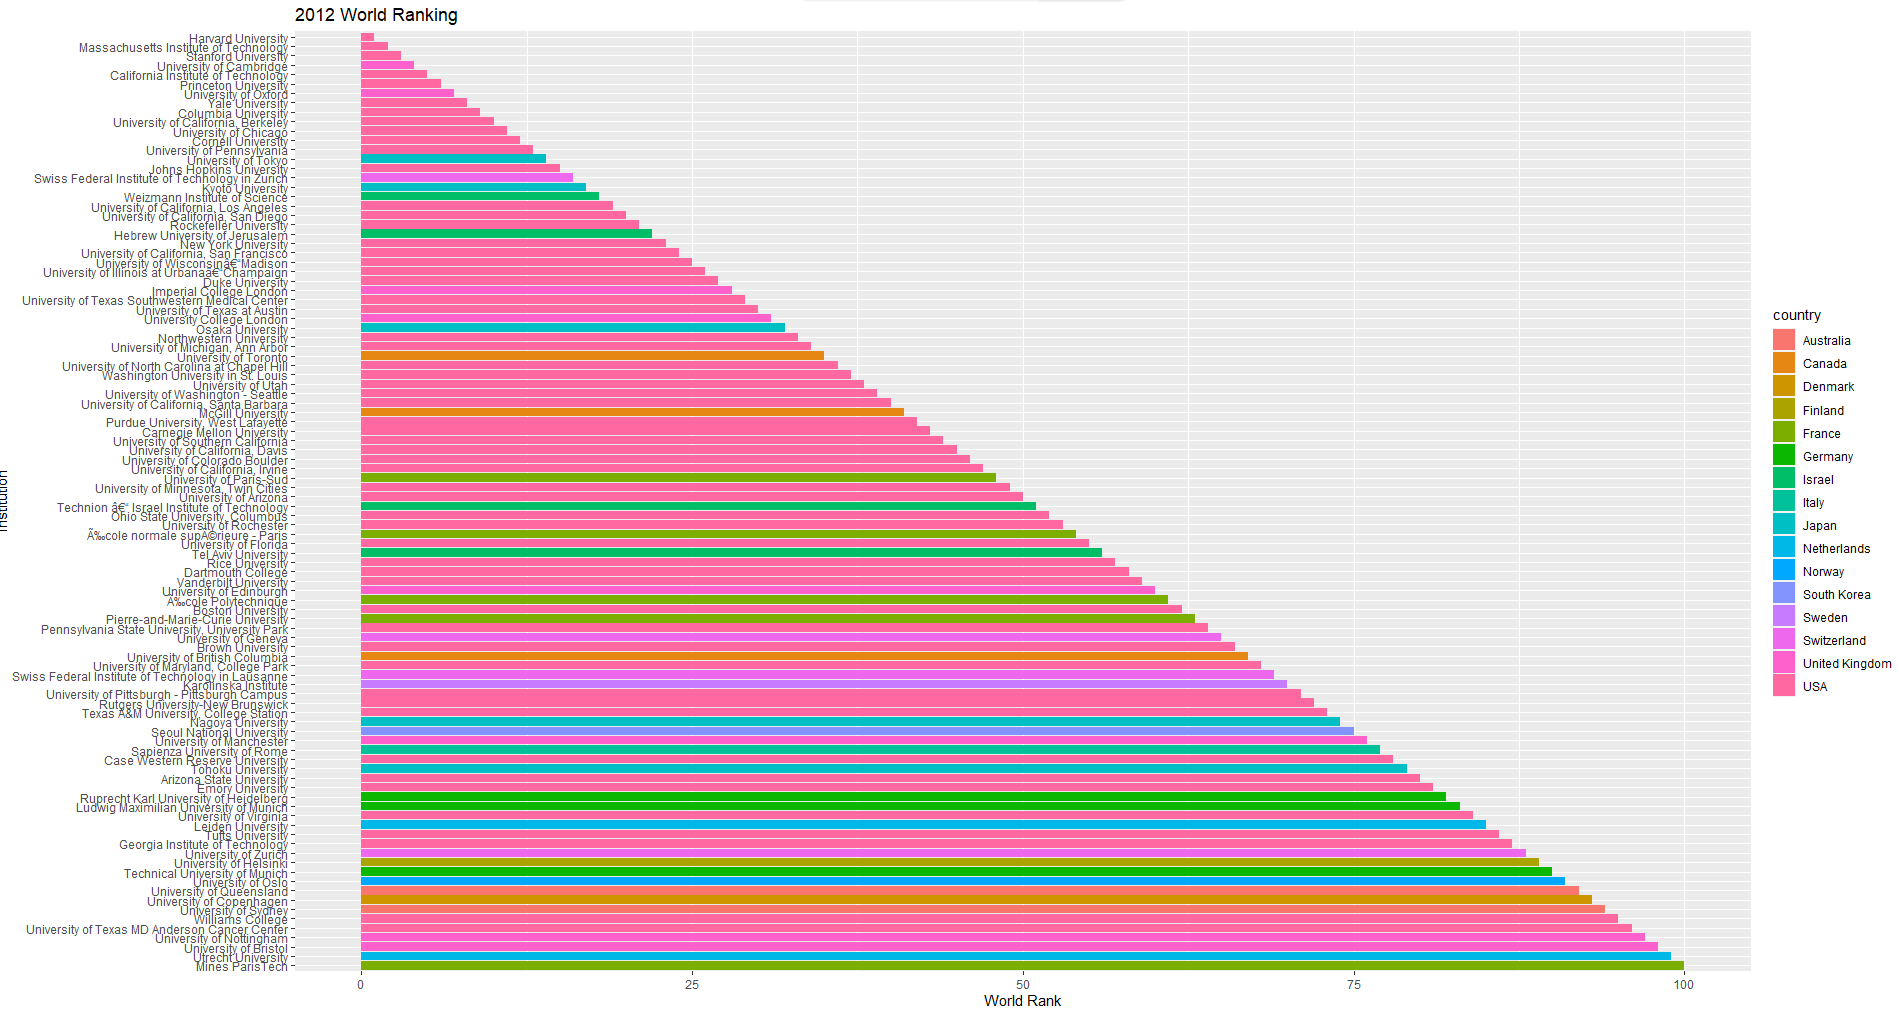 2012 World Ranking
Harvard University
Massachusetts Institute of Technology
Stanford University
University of Cambridge
California Institute of Technology
Princeton University
University of Oxford
Yale University
Columbia University
University of California, Berkeley
University of Chicago
Cornell University
University of Pennsylvania
University of Tokyo
Johns Hopkins University
Swiss Federal Institute of Technology in Zurich
Kyoto University
Weizmann Institute of Science
University of California, Los Angeles
University of California, San Diego
Rockefeller University
Hebrew University of Jerusalem
New York University
University of California, San Francisco
University of Wisconsinâ€“Madison
University of Illinois at Urbanaâ€“Champaign
Duke University
Imperial College London
University of Texas Southwestern Medical Center
University of Texas at Austin
University College London
Osaka University
Northwestern University
University of Michigan, Ann Arbor
University of Toronto
University of North Carolina at Chapel Hill
Washington University in St. Louis
University of Utah
University of Washington - Seattle
University of California, Santa Barbara
McGill University
Purdue University, West Lafayette
Carnegie Mellon University
University of Southern California
University of California, Davis
University of Colorado Boulder
University of California, Irvine
University of Paris-Sud
University of Minnesota, Twin Cities
University of Arizona
Technion â€“ Israel Institute of Technology
Ohio State University, Columbus
University of Rochester
Ã‰cole normale supÃ©rieure - Paris
University of Florida
Tel Aviv University
Rice University
Dartmouth College
Vanderbilt University
University of Edinburgh
Ã‰cole Polytechnique
Boston University
Pierre-and-Marie-Curie University
Pennsylvania State University, University Park
University of Geneva
Brown University
University of British Columbia
University of Maryland, College Park
Swiss Federal Institute of Technology in Lausanne
Karolinska Institute
University of Pittsburgh - Pittsburgh Campus
Rutgers University-New Brunswick
Texas A&M University, College Station
Nagoya University
Seoul National University
University of Manchester
Sapienza University of Rome
Case Western Reserve University
Tohoku University
Arizona State University
Emory University
Ruprecht Karl University of Heidelberg
Ludwig Maximilian University of Munich
University of Virginia
Leiden University
Tufts University
Georgia Institute of Technology
University of Zurich
University of Helsinki
Technical University of Munich
University of Oslo
University of Queensland
University of Copenhagen
University of Sydney
Williams College
University of Texas MD Anderson Cancer Center
University of Nottingham
University of Bristol
Utrecht University
Mines ParisTech
0 25 50 75 100
World Rank
Institution
country
Australia
Canada
Denmark
Finland
France
Germany
Israel
Italy
Japan
Netherlands
Norway
South Korea
Sweden
Switzerland
United Kingdom
USA